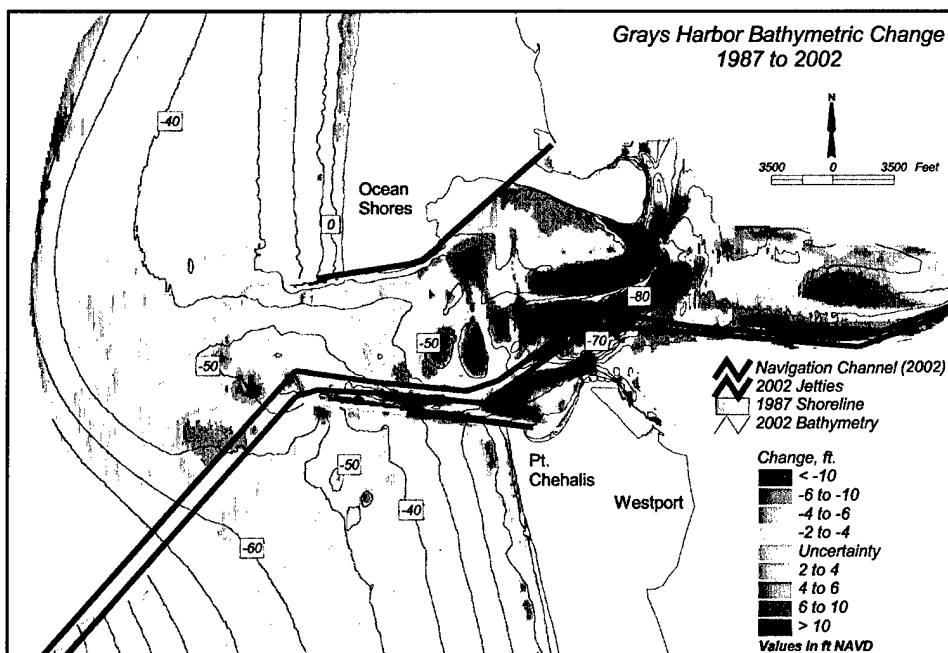 Grays Harbor Bathymetric Change
1987 to 2002
N
3500 0 3500 Feet
-40
Ocean
Shores
0
-80
-50
-70
-50
Navigation Channel (2002)
2002 Jetties
1987 Shoreline
2002 Bathymetry
-50
Pt.
Chehalis
Westport
-40
-60
Change, ft.
< -10
-6 to -10
-4 to -6
-2 to -4
Uncertainty
2 to 4
4 to 6
6 to 10
> 10
Values in ft NAVD